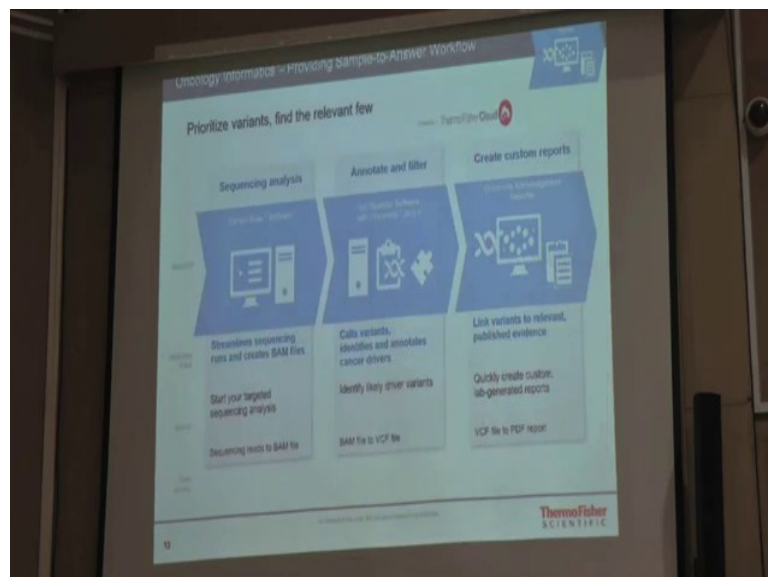 Oncology Informatics – Providing Sample-to-Answer Workflow
Prioritize variants, find the relevant few
ThermoFisher Cloud
Sequencing analysis
Annotate and filter
Create custom reports
Streamlines sequencing
runs and creates BAM files
Calls variants,
identifies and annotates
cancer drivers
Link variants to relevant,
published evidence
Start your targeted
sequencing analysis
Identify likely driver variants
Quickly create custom,
lab-generated reports
Sequencing reads to BAM file
BAM file to VCF file
VCF file to PDF report
13
ThermoFisher
SCIENTIFIC